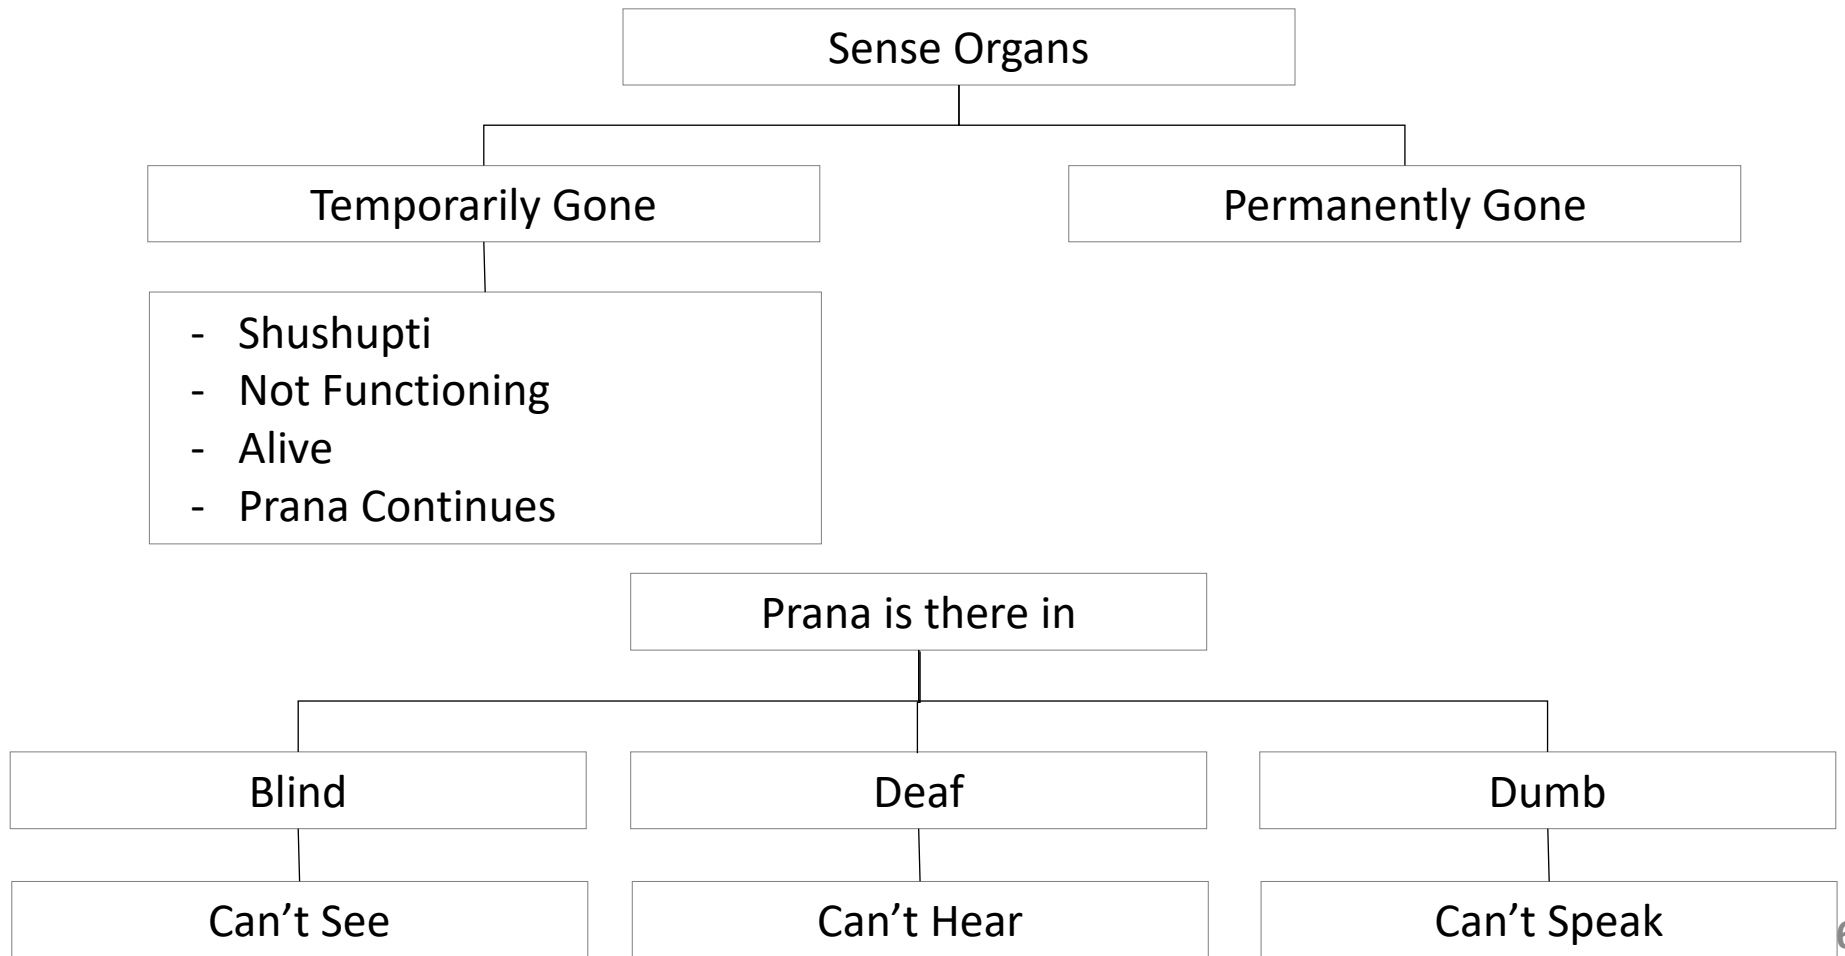 Sense Organs
Temporarily Gone
Permanently Gone
- Shushupti
- Not Functioning
- Alive
- Prana Continues
Prana is there in
Blind
Deaf
Dumb
Can’t See
Can’t Hear
Can’t Speak